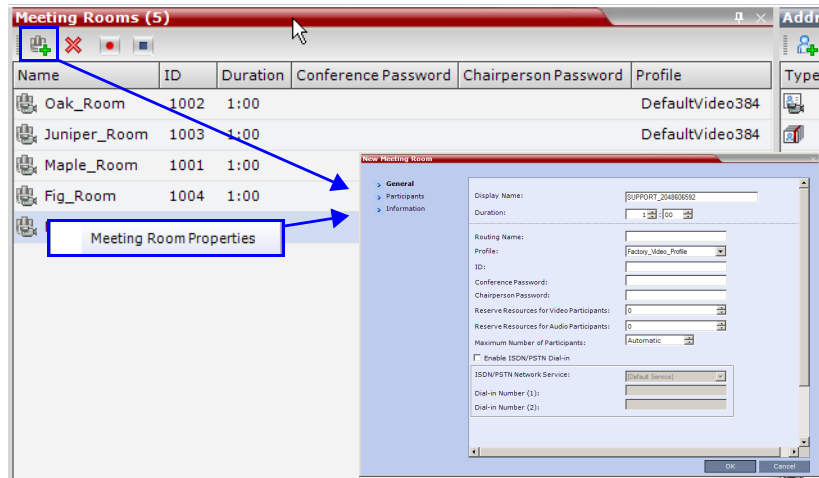 Meeting Rooms (5)
Addr
Name ID Duration Conference Password Chairperson Password Profile
Type
Oak_Room 1002 1:00 DefaultVideo384
Juniper_Room 1003 1:00 DefaultVideo384
Maple_Room 1001 1:00
Fig_Room 1004 1:00
Meeting Room Properties
New Meeting Room
General
Participants
Information
Display Name: SUPPORT_2048606592
Duration: 1 : 00
Routing Name:
Profile: Factory_Video_Profile
ID:
Conference Password:
Chairperson Password:
Reserve Resources for Video Participants: 0
Reserve Resources for Audio Participants: 0
Maximum Number of Participants: Automatic
Enable ISDN/PSTN Dial-in
ISDN/PSTN Network Service: [Default Service]
Dial-in Number (1):
Dial-in Number (2):
OK Cancel